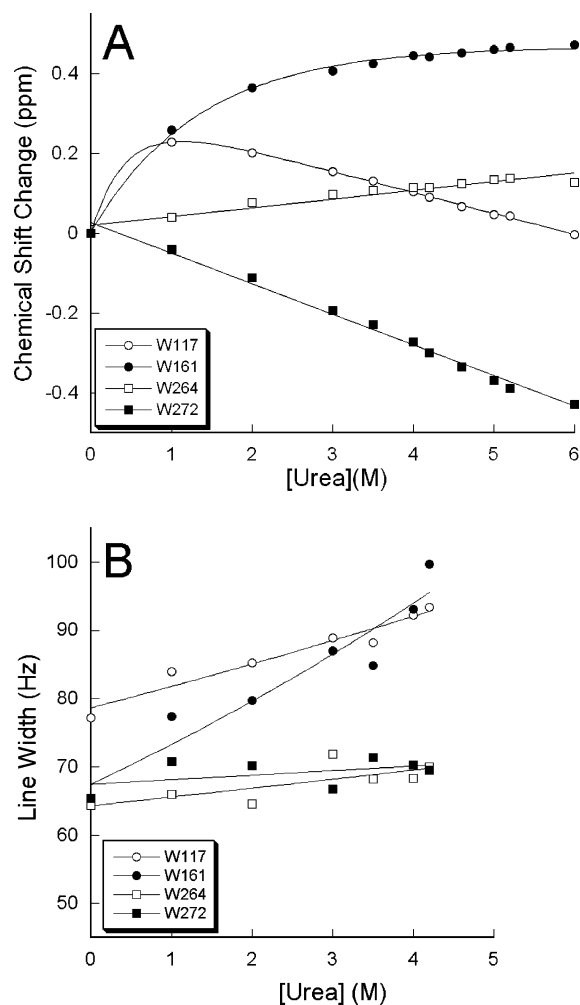 A
Chemical Shift Change (ppm)
0.4
0.2
0
-0.2
-0.4
W117
W161
W264
W272
0 1 2 3 4 5 6
[Urea](M)
B
Line Width (Hz)
100
90
80
70
60
50
W117
W161
W264
W272
0 1 2 3 4 5
[Urea] (M)